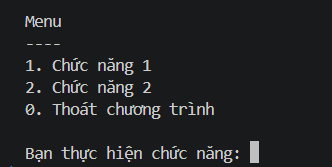 Menu
----
1. Chức năng 1
2. Chức năng 2
0. Thoát chương trình
Bạn thực hiện chức năng: